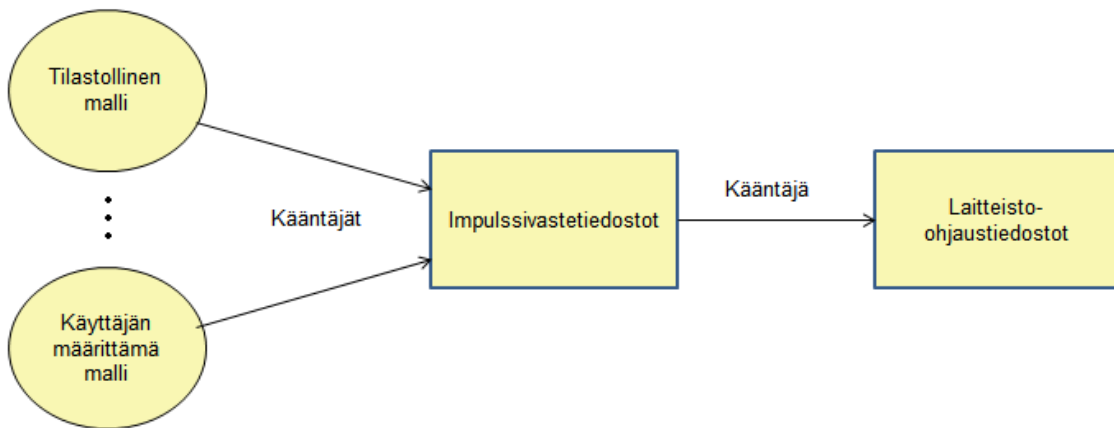 Tilastollinen
malli
Kääntäjät
Käyttäjän
määrittämä
malli
Impulssivastetiedostot
Kääntäjä
Laitteisto-
ohjaustiedostot